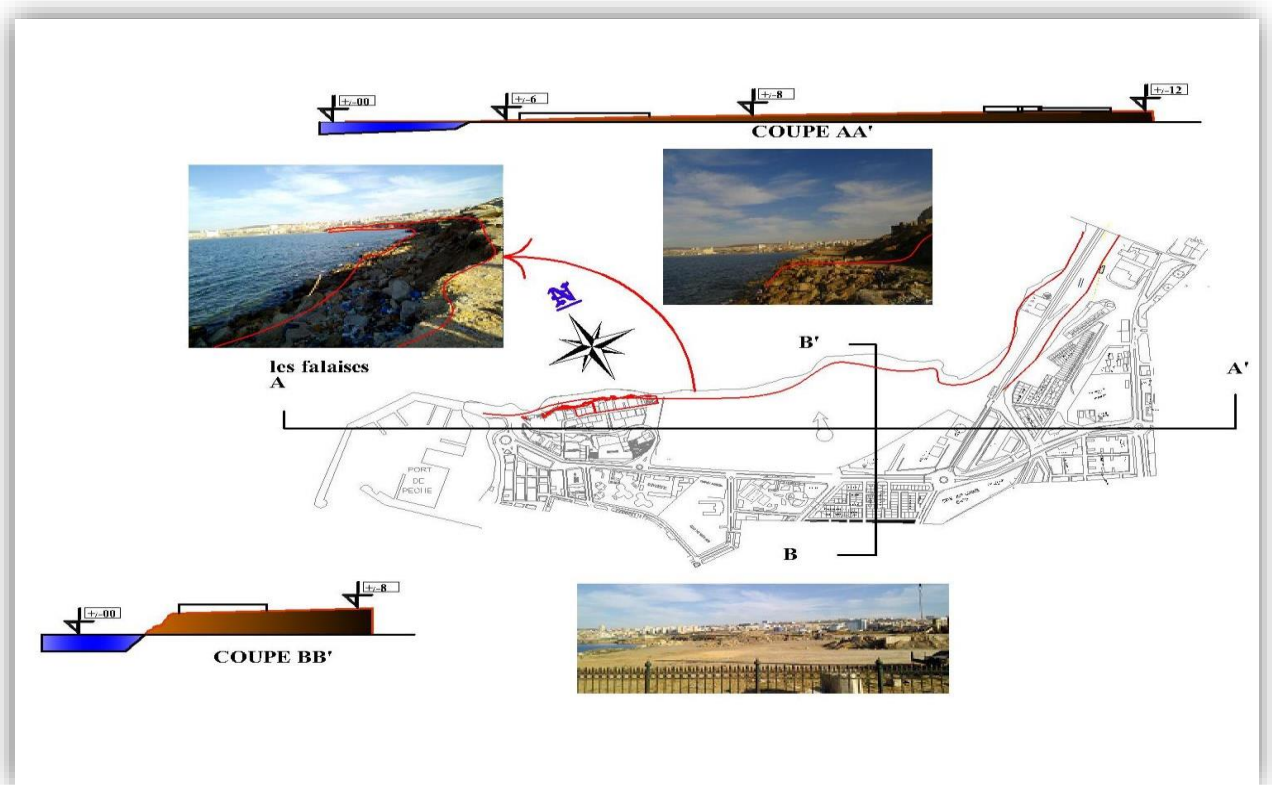 +/-00
+/-6
+/-8
+/-12
COUPE AA'
N
les falaises
A
B'
A'
PORT
DE
PECHE
B
+/-00
+/-8
COUPE BB'